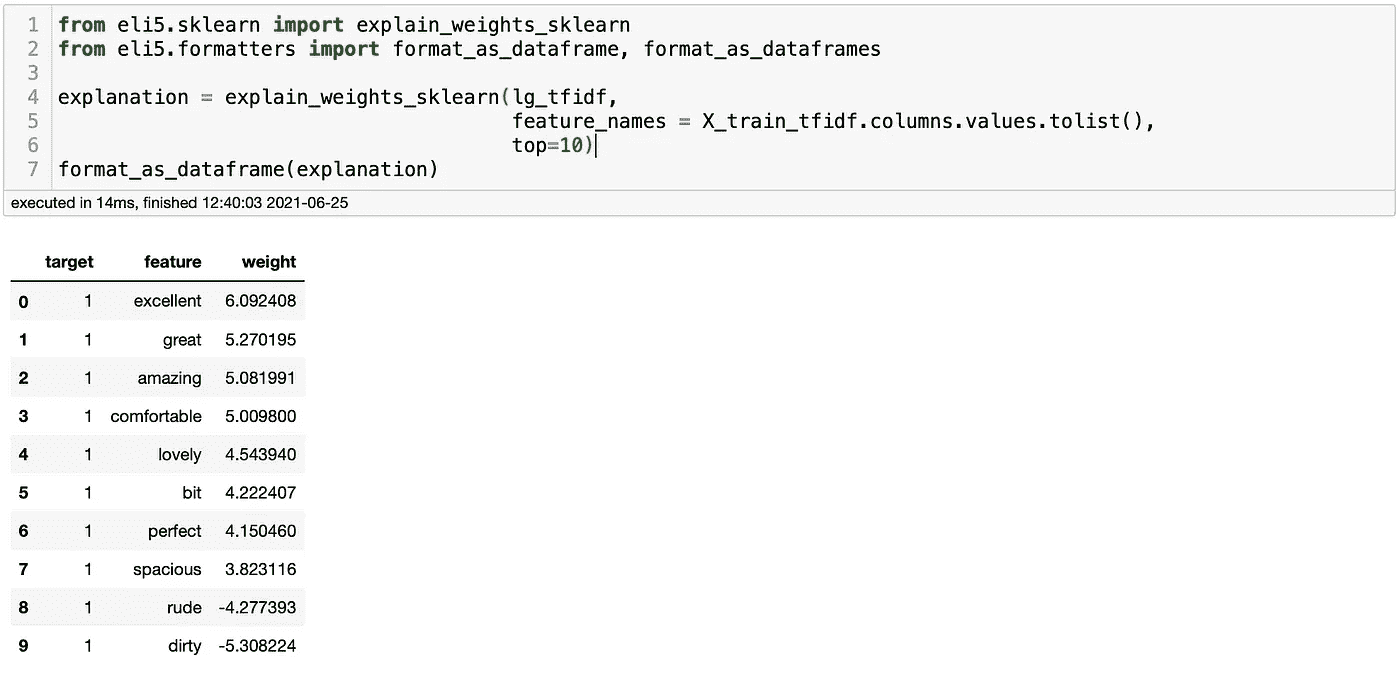 1 from eli5.sklearn import explain_weights_sklearn
2 from eli5.formatters import format_as_dataframe, format_as_dataframes
3
4 explanation = explain_weights_sklearn(lg_tfidf,
5 feature_names = X_train_tfidf.columns.values.tolist(),
6 top=10)
7 format_as_dataframe(explanation)
executed in 14ms, finished 12:40:03 2021-06-25
target feature weight
0 1 excellent 6.092408
1 1 great 5.270195
2 1 amazing 5.081991
3 1 comfortable 5.009800
4 1 lovely 4.543940
5 1 bit 4.222407
6 1 perfect 4.150460
7 1 spacious 3.823116
8 1 rude -4.277393
9 1 dirty -5.308224